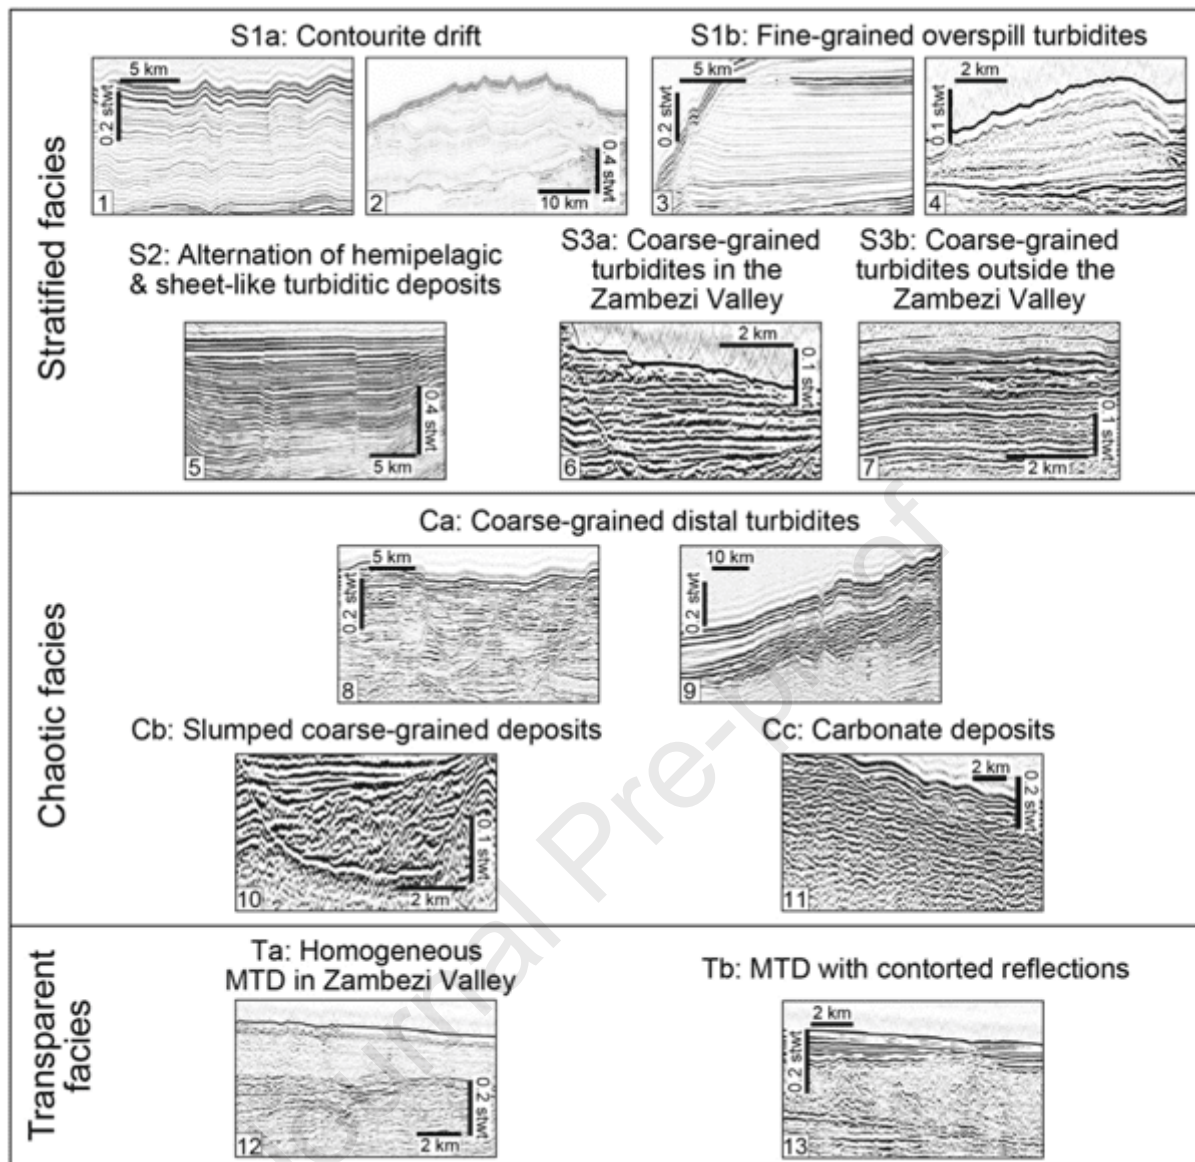 Stratified facies
S1a: Contourite drift
S1b: Fine-grained overspill turbidites
5 km
0.2 stwt
1
0.4 stwt
10 km
2
5 km
0.2 stwt
3
2 km
0.1 stwt
4
S2: Alternation of hemipelagic
& sheet-like turbiditic deposits
S3a: Coarse-grained
turbidites in the
Zambezi Valley
S3b: Coarse-grained
turbidites outside the
Zambezi Valley
0.4 stwt
5 km
5
2 km
0.1 stwt
6
0.1 stwt
2 km
7
Chaotic facies
Ca: Coarse-grained distal turbidites
5 km
0.2 stwt
8
10 km
0.2 stwt
9
Cb: Slumped coarse-grained deposits
Cc: Carbonate deposits
0.1 stwt
2 km
10
2 km
0.2 stwt
11
Transparent
facies
Ta: Homogeneous
MTD in Zambezi Valley
Tb: MTD with contorted reflections
0.2 stwt
2 km
12
2 km
0.2 stwt
13
Journal Pre-proof